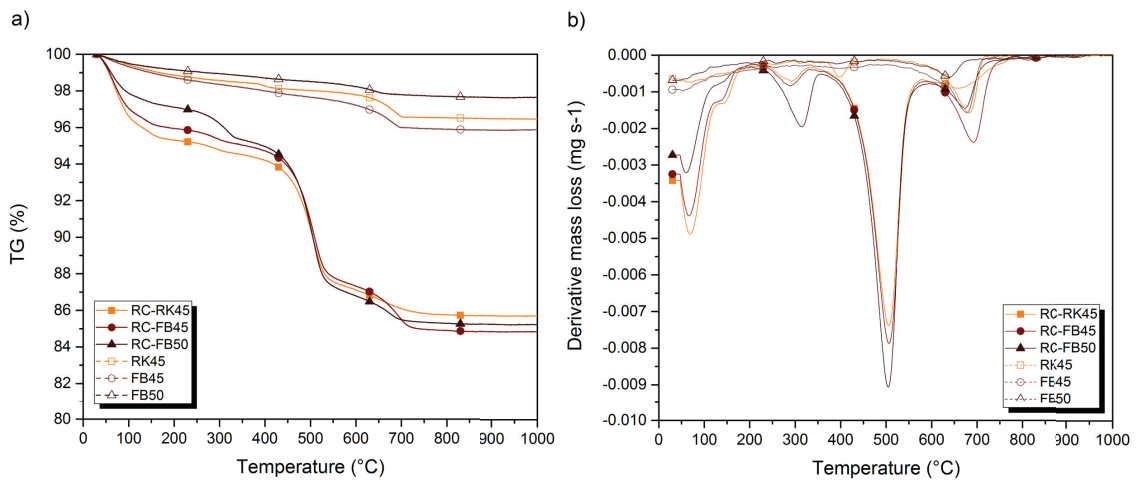 a)
TG (%)
100
98
96
94
92
90
88
86
84
82
80
RC-RK45
RC-FB45
RC-FB50
RK45
FB45
FB50
0 100 200 300 400 500 600 700 800 900 1000
Temperature (°C)
b)
Derivative mass loss (mg s-1)
0.000
-0.001
-0.002
-0.003
-0.004
-0.005
-0.006
-0.007
-0.008
-0.009
-0.010
RC-RK45
RC-FB45
RC-FB50
RK45
FB45
FB50
0 100 200 300 400 500 600 700 800 900 1000
Temperature (°C)